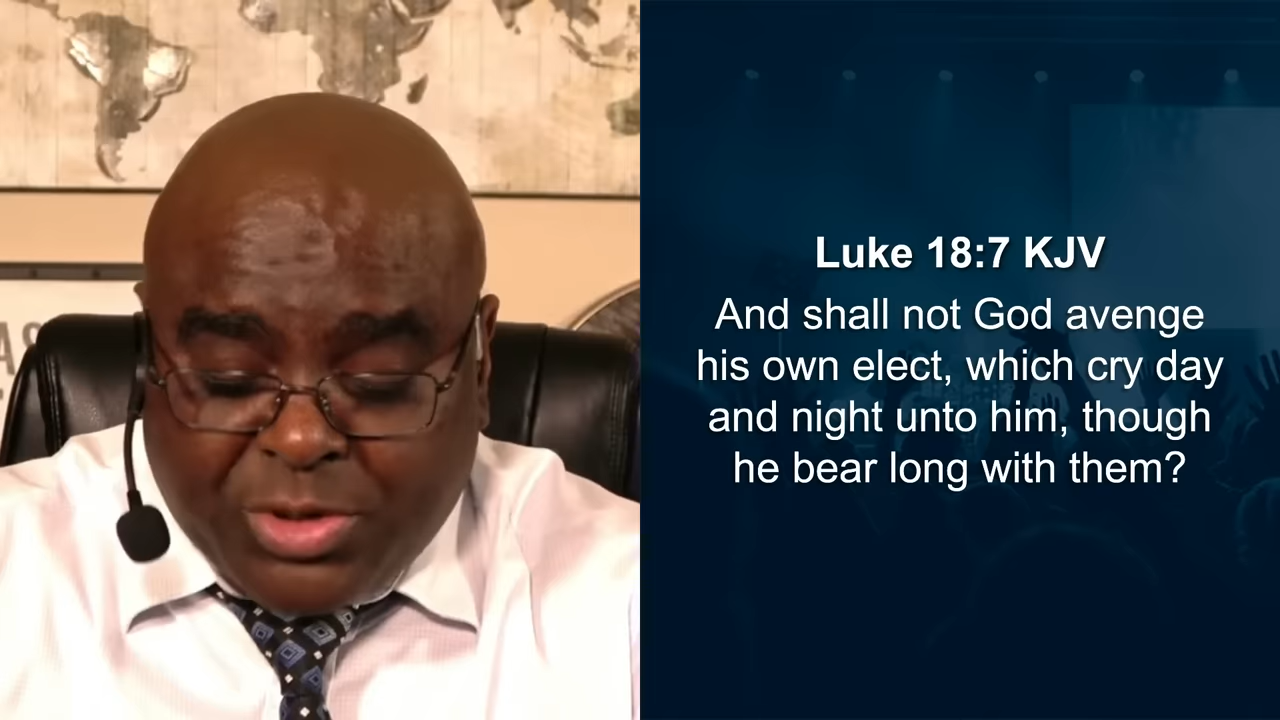 AS
Luke 18:7 KJV
And shall not God avenge
his own elect, which cry day
and night unto him, though
he bear long with them?